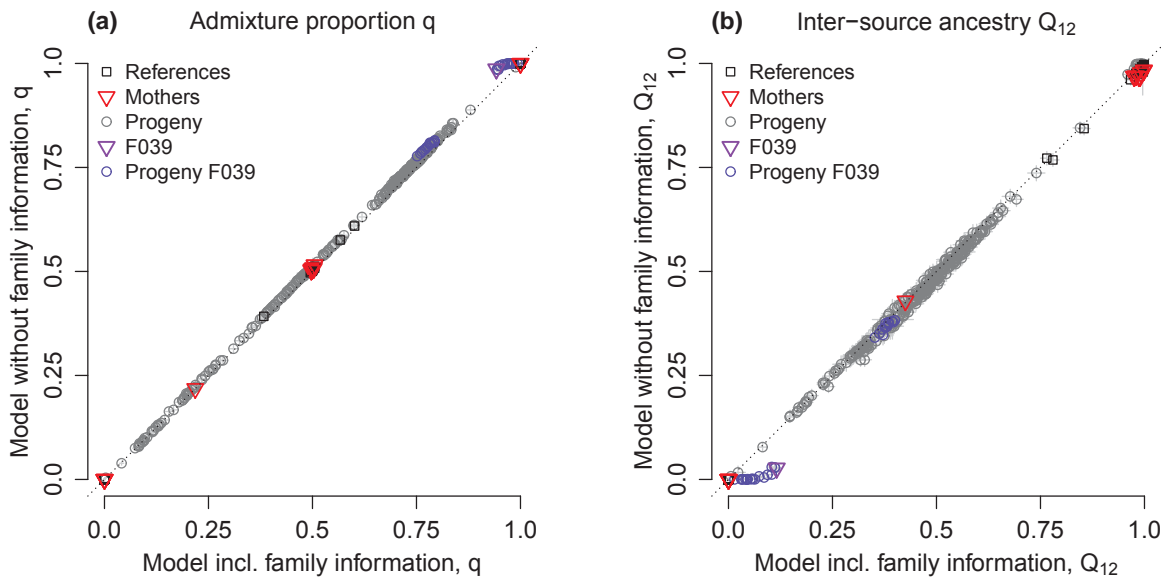 (a) Admixture proportion q
Model without family information, q
1.0
0.75
0.5
0.25
0.0
References
Mothers
Progeny
F039
Progeny F039
0.0 0.25 0.5 0.75 1.0
Model incl. family information, q
(b) Inter−source ancestry Q12
Model without family information, Q12
1.0
0.75
0.5
0.25
0.0
References
Mothers
Progeny
F039
Progeny F039
0.0 0.25 0.5 0.75 1.0
Model incl. family information, Q12